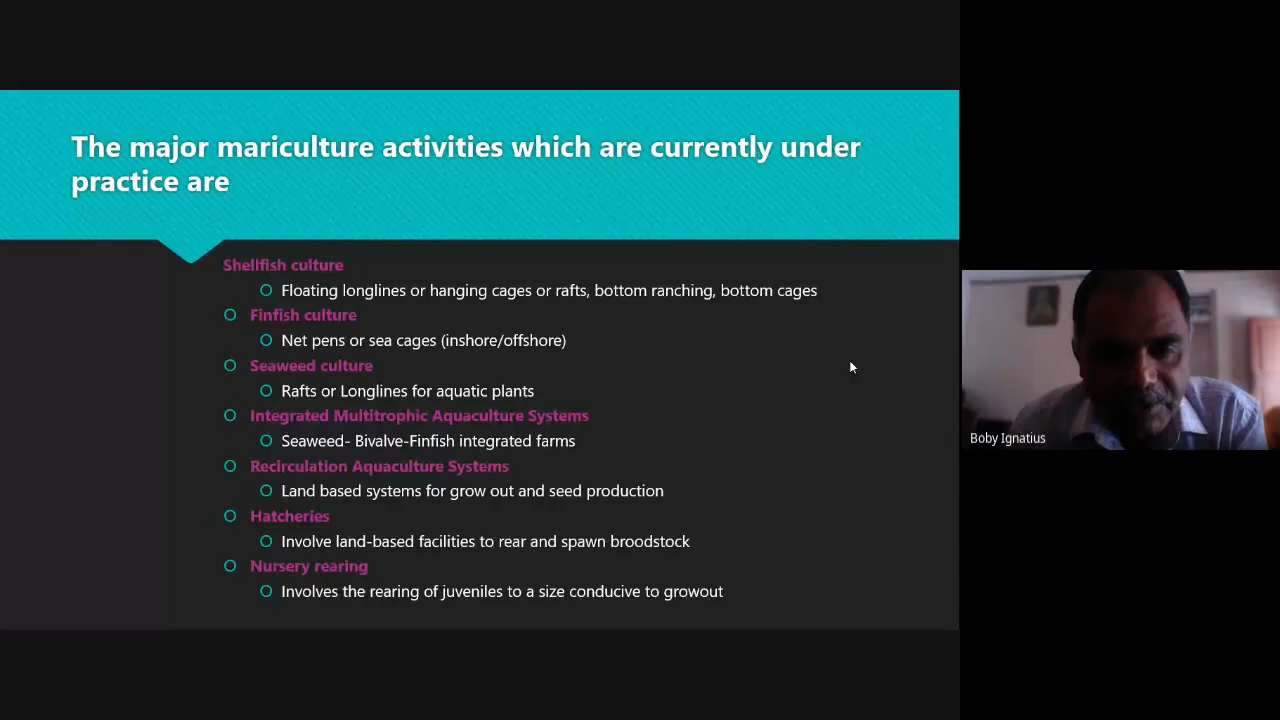 The major mariculture activities which are currently under
practice are
Shellfish culture
Floating longlines or hanging cages or rafts, bottom ranching, bottom cages
Finfish culture
Net pens or sea cages (inshore/offshore)
Seaweed culture
Rafts or Longlines for aquatic plants
Integrated Multitrophic Aquaculture Systems
Seaweed- Bivalve-Finfish integrated farms
Recirculation Aquaculture Systems
Land based systems for grow out and seed production
Hatcheries
Involve land-based facilities to rear and spawn broodstock
Nursery rearing
Involves the rearing of juveniles to a size conducive to growout
Boby Ignatius